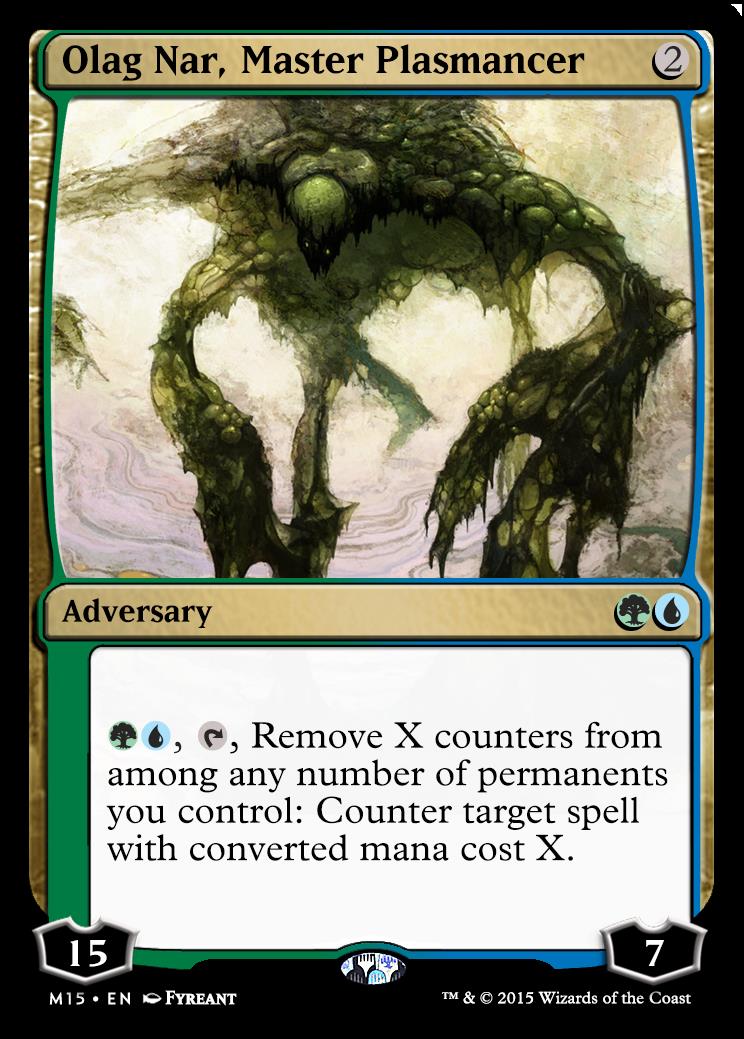 Olag Nar, Master Plasmancer 2
Adversary
, , Remove X counters from
among any number of permanents
you control: Counter target spell
with converted mana cost X.
15 7
M15 • EN FYREANT ™ & © 2015 Wizards of the Coast